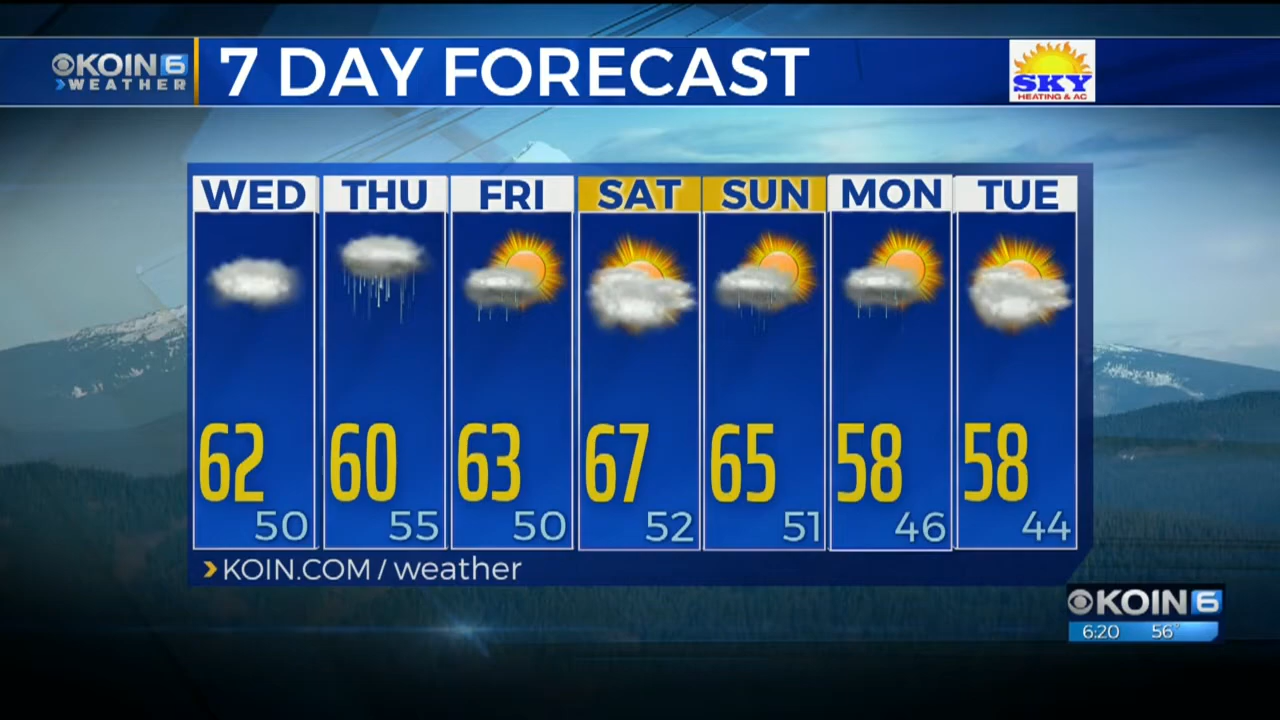 KOIN 6
WEATHER
7 DAY FORECAST
SKY
HEATING & AC
WED THU FRI SAT SUN MON TUE
62 60 63 67 65 58 58
50 55 50 52 51 46 44
KOIN.COM / weather
KOIN 6
6:20 56°